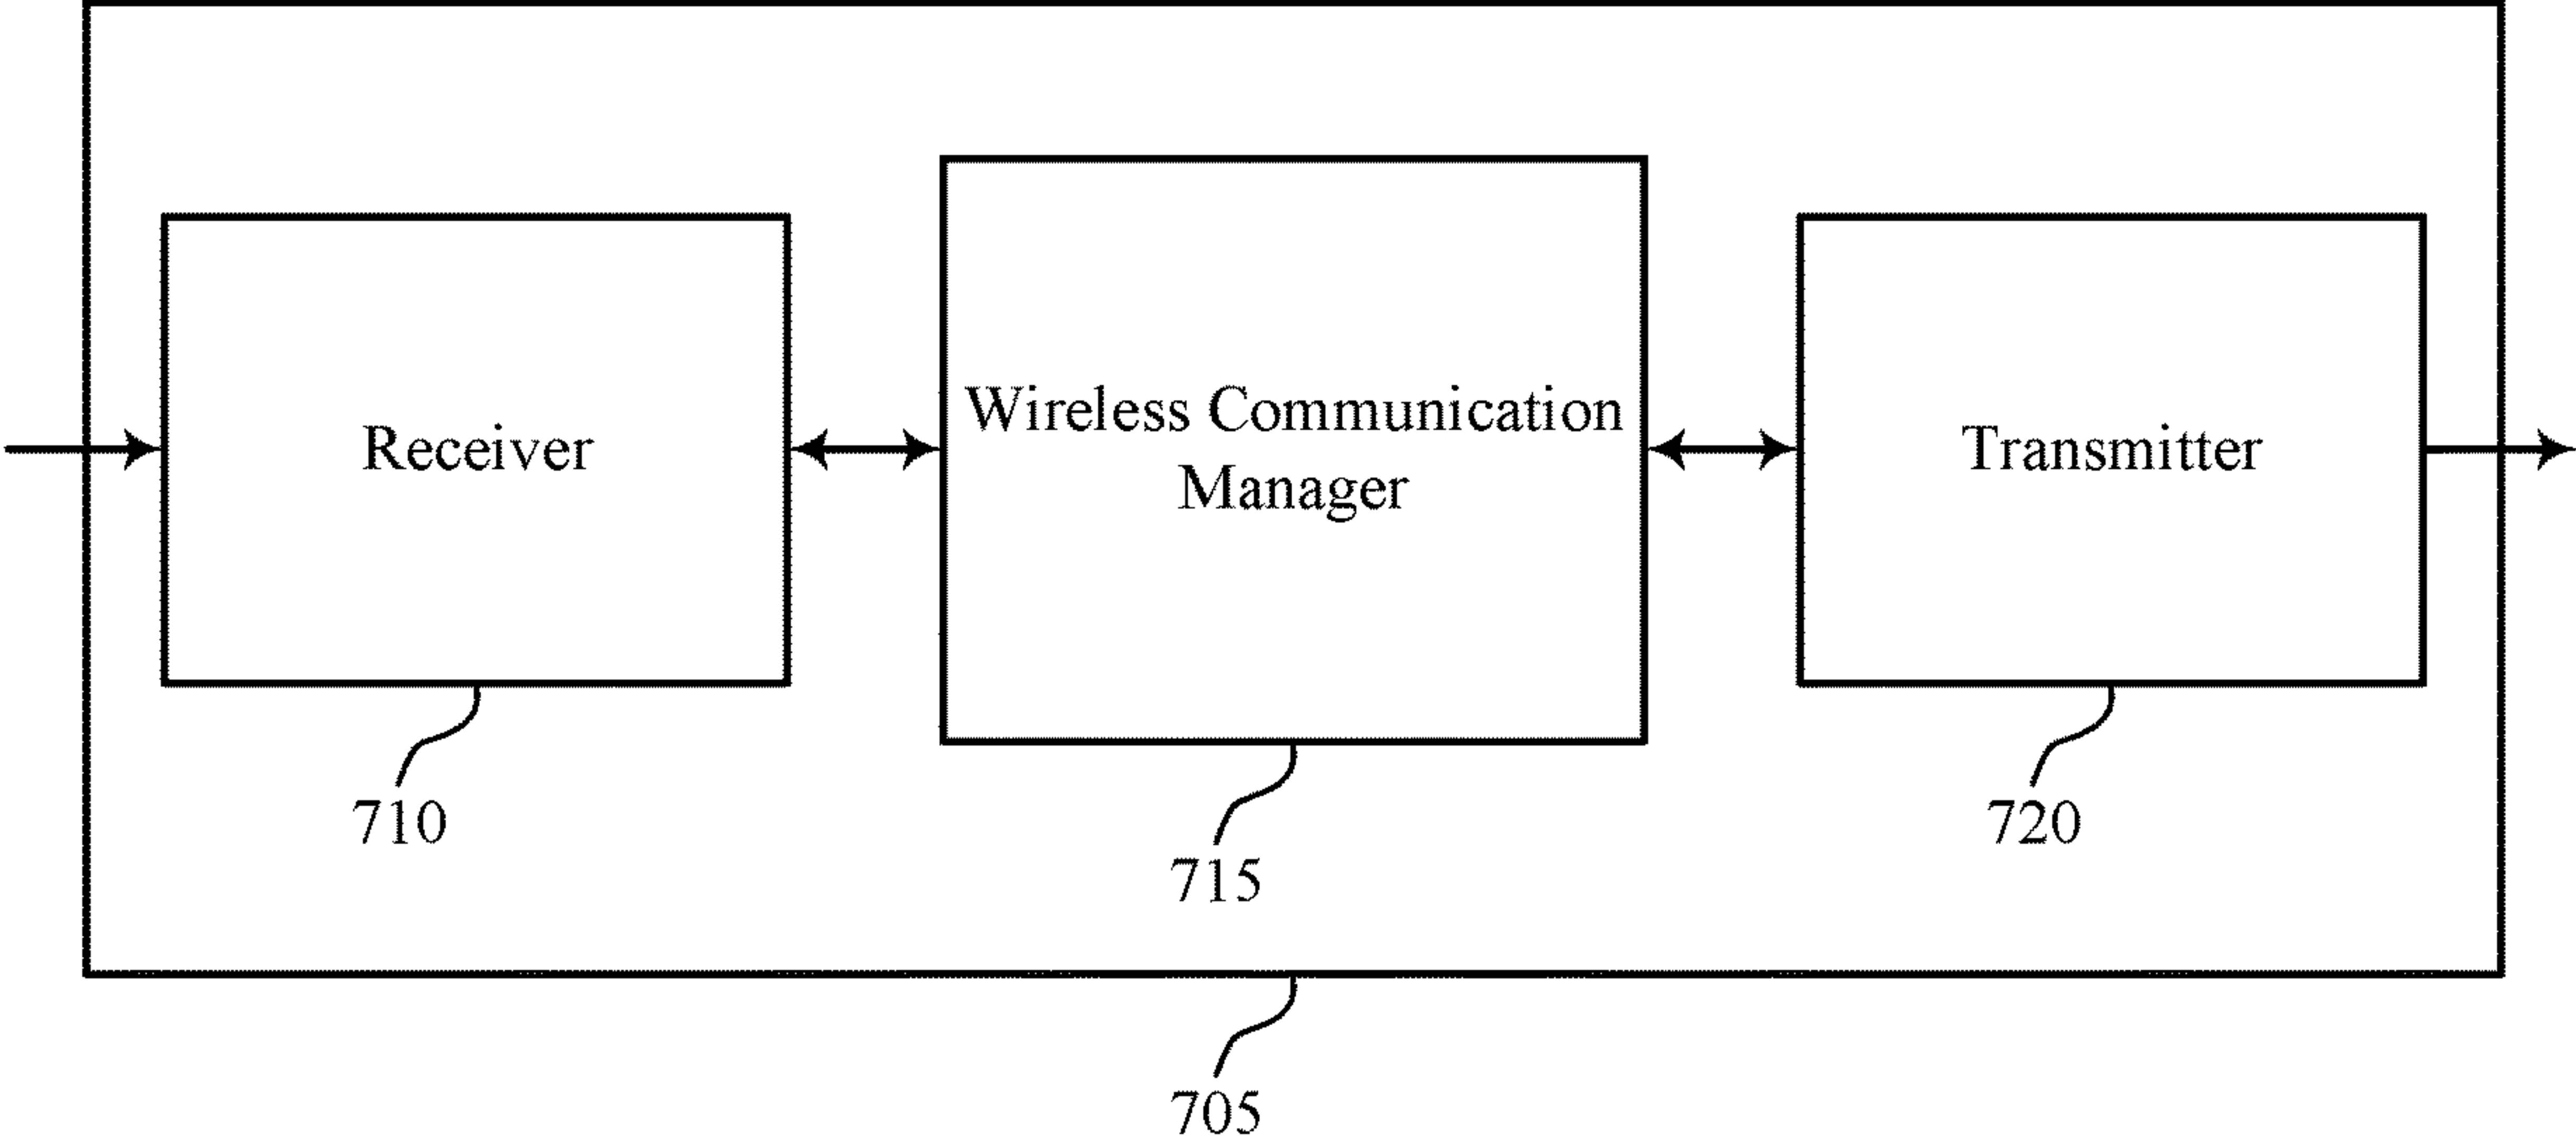 Receiver
Wireless Communication
Manager
Transmitter
710
715
720
705